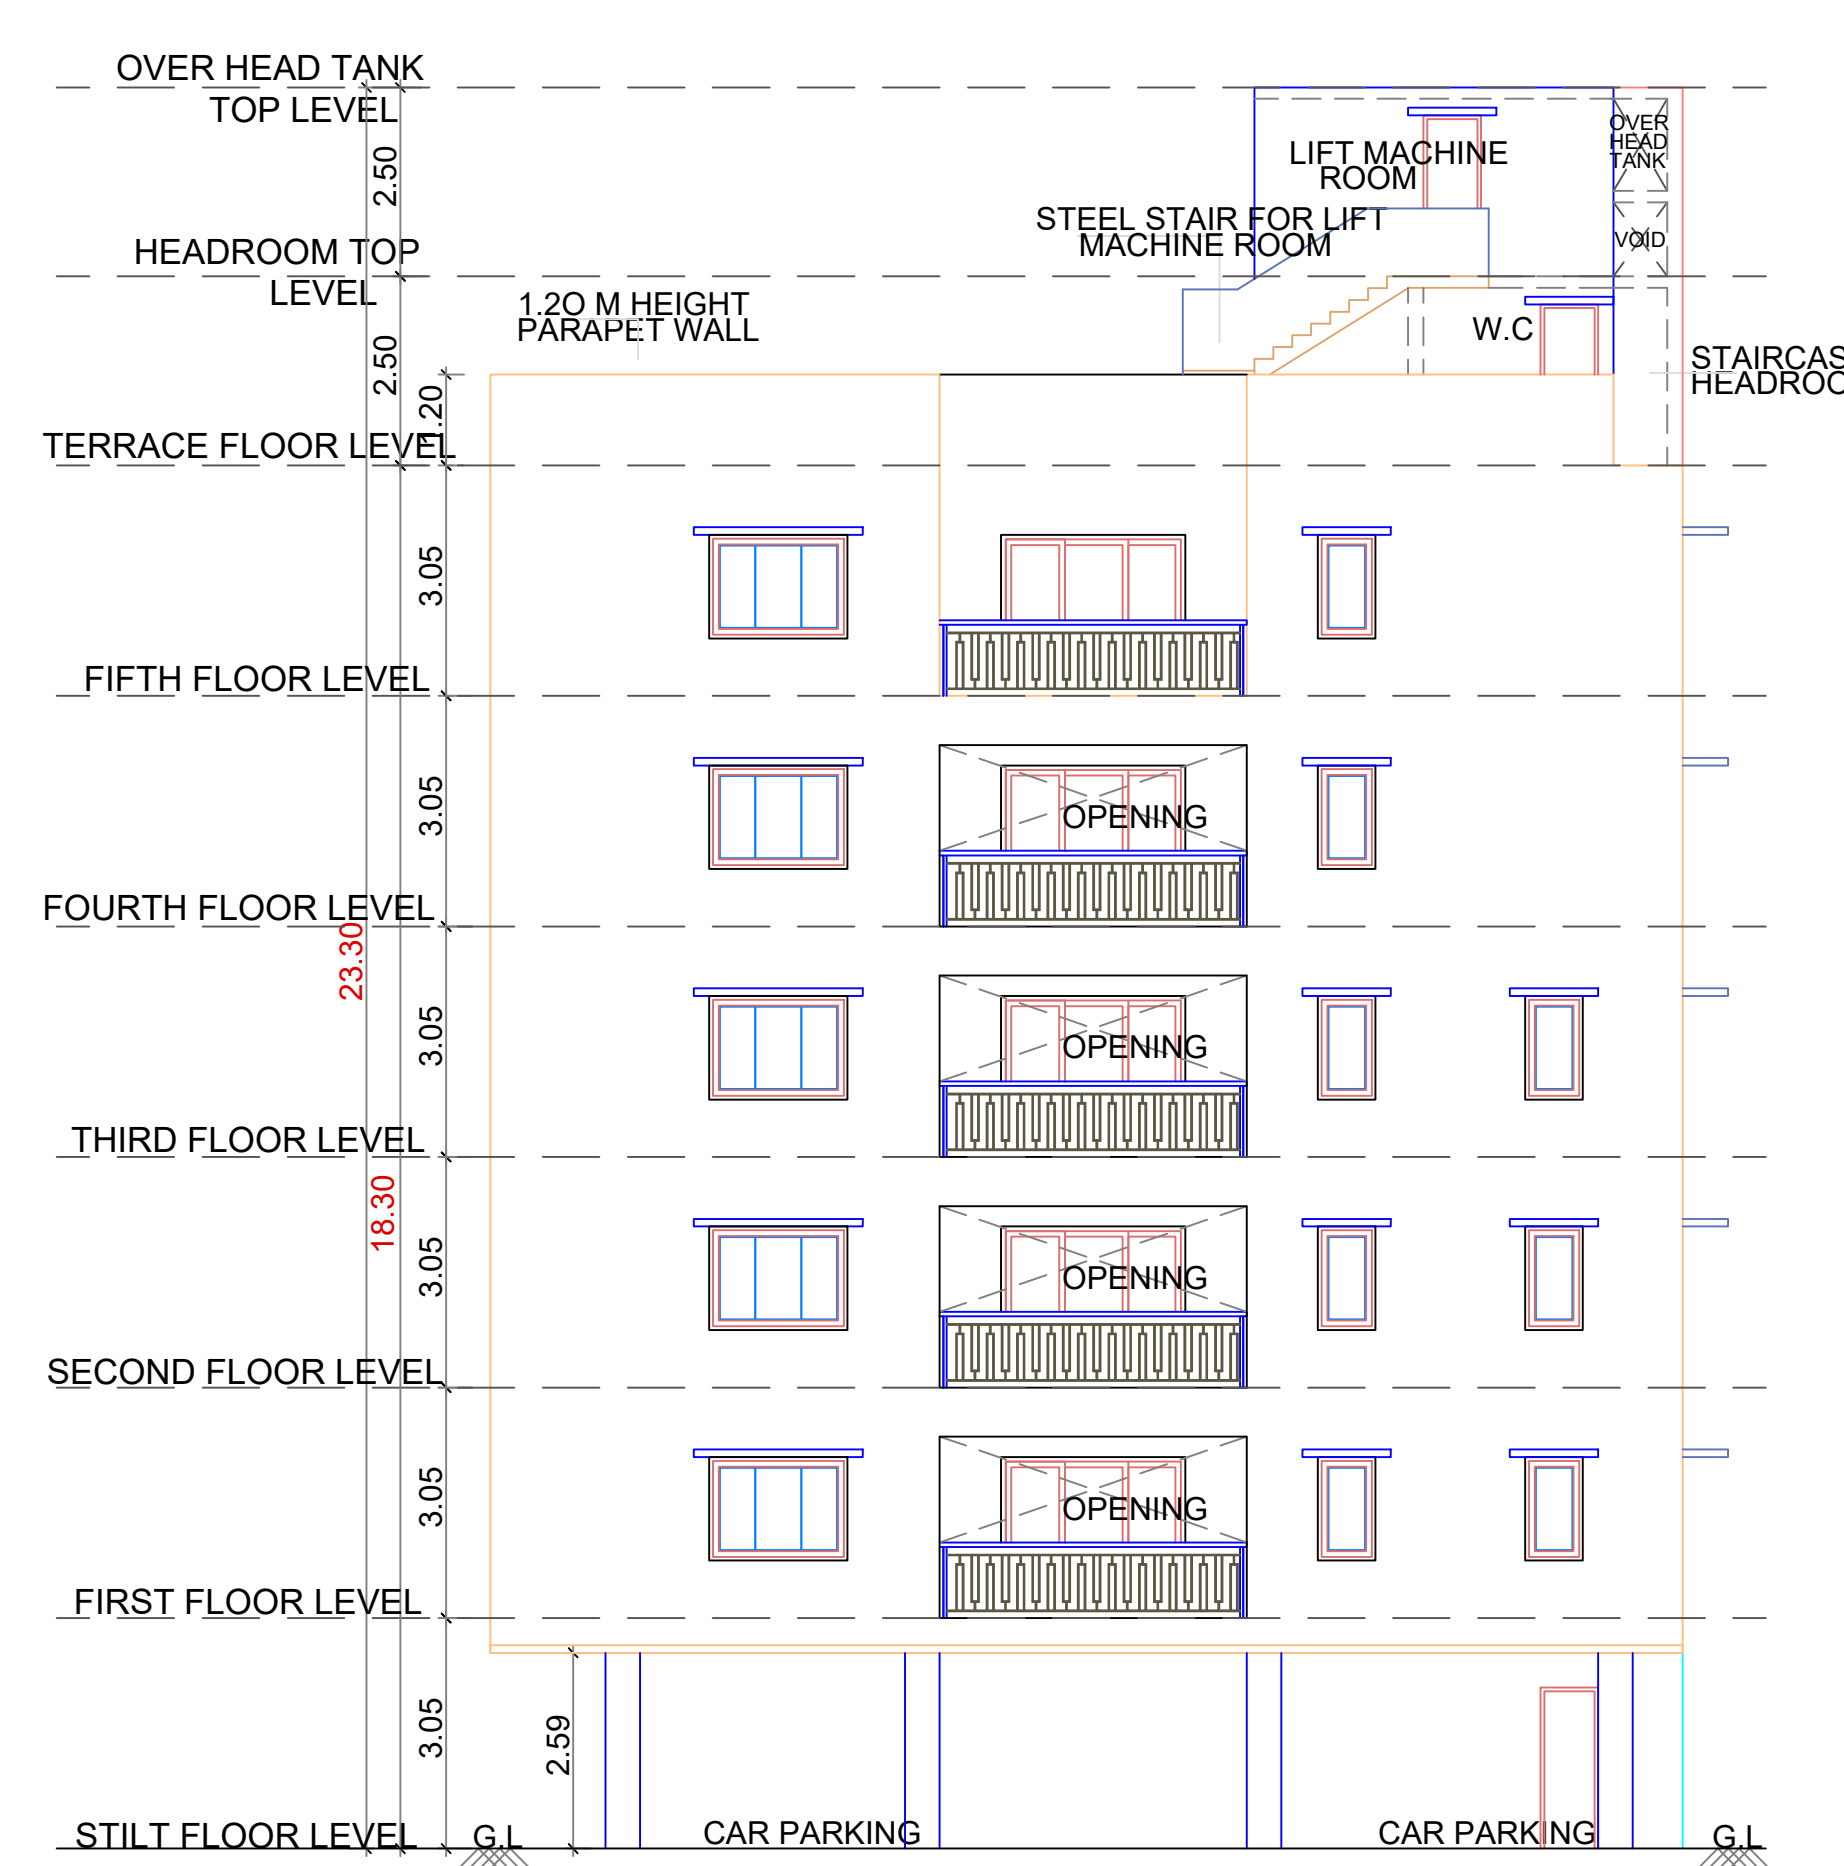 OVER HEAD TANK
TOP LEVEL
OVER
HEAD
TANK
LIFT MACHINE
ROOM
2.50
STEEL STAIR FOR LIFT
MACHINE ROOM
VOID
HEADROOM TOP
LEVEL
1.2O M HEIGHT
PARAPET WALL
W.C
2.50
STAIRCAS
HEADROO
1.20
TERRACE FLOOR LEVEL
3.05
FIFTH FLOOR LEVEL
3.05
OPENING
FOURTH FLOOR LEVEL
23.30
3.05
OPENING
THIRD FLOOR LEVEL
18.30
3.05
OPENING
SECOND FLOOR LEVEL
3.05
OPENING
FIRST FLOOR LEVEL
3.05
2.59
STILT FLOOR LEVEL
G.L
CAR PARKING
CAR PARKING
G.L